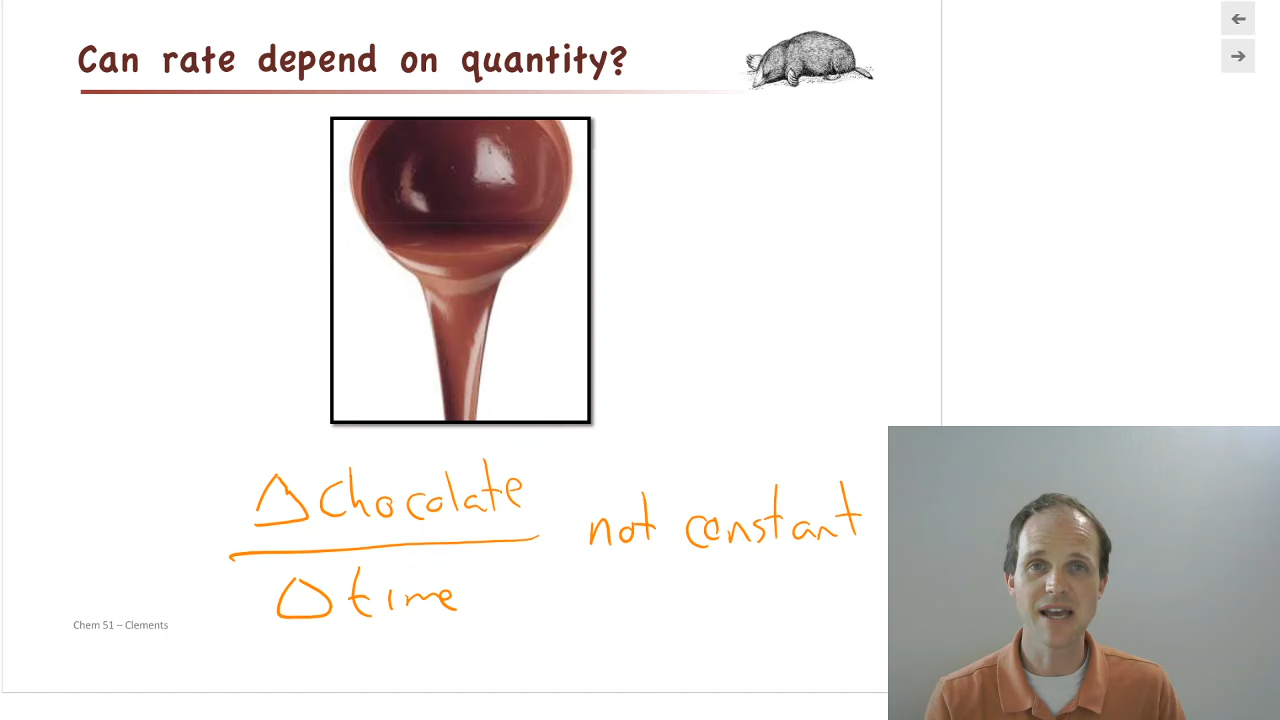 Can rate depend on quantity?
Δchocolate
not constant
Δtime
Chem 51 – Clements